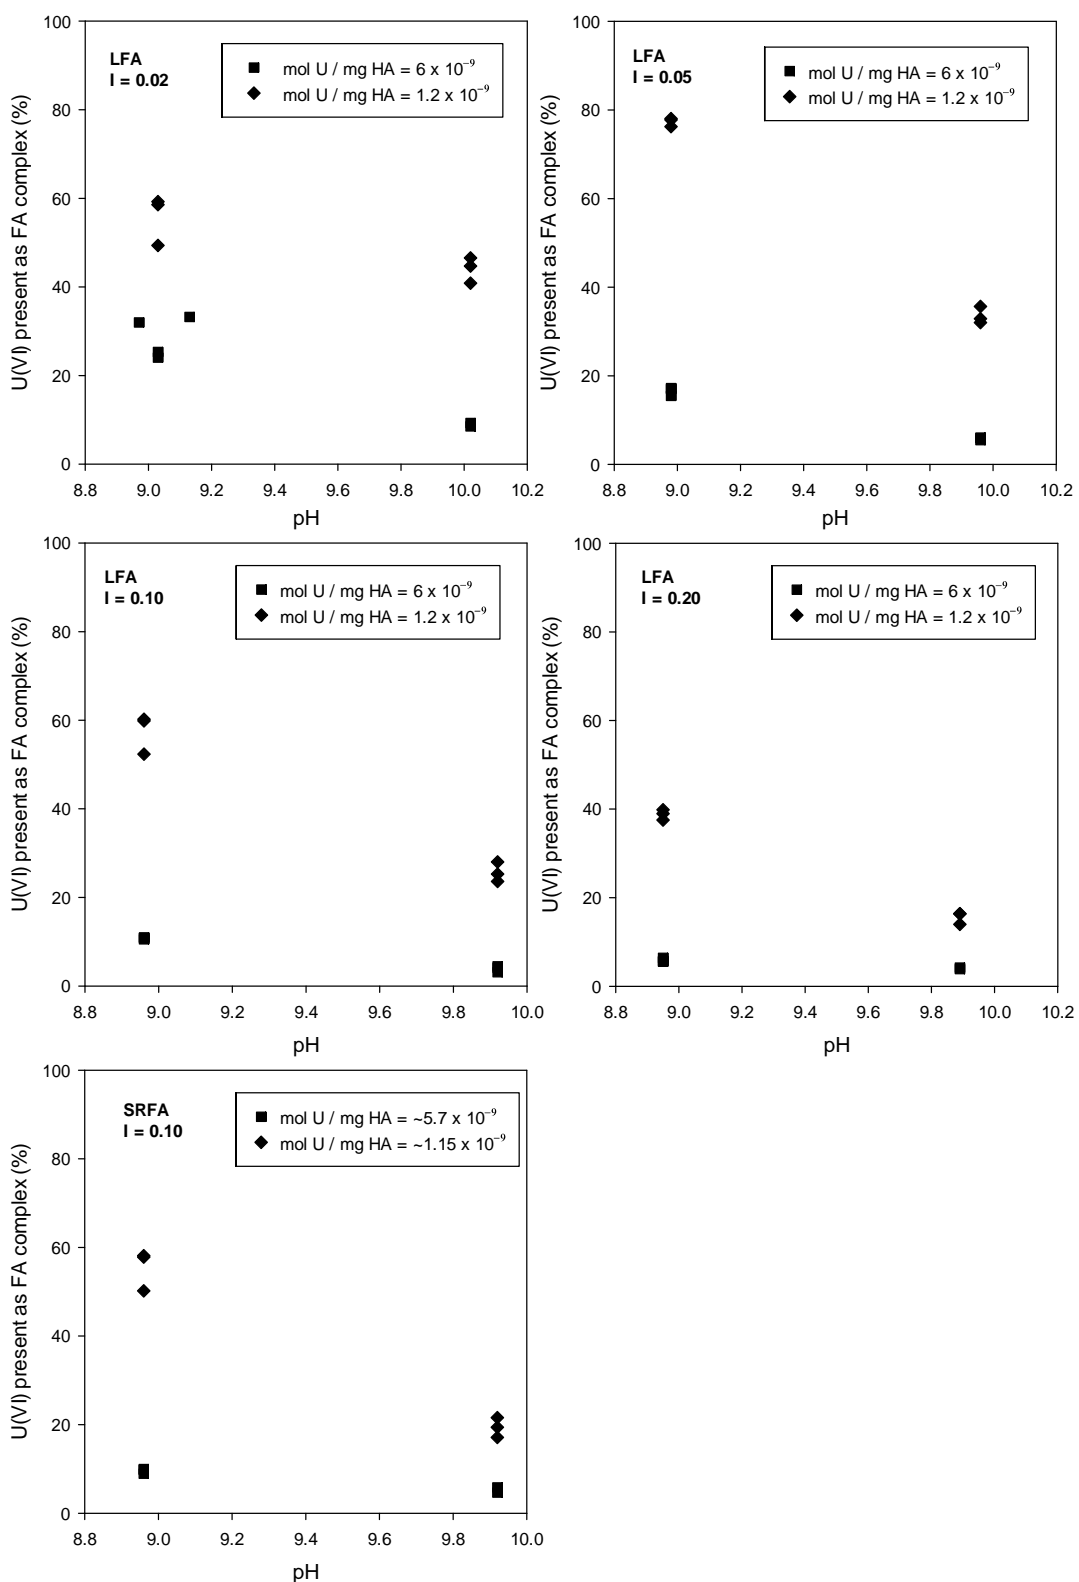 U(VI) present as FA complex (%)
100
80
60
40
20
0
LFA
I = 0.02
mol U / mg HA = 6 x 10⁻⁹
mol U / mg HA = 1.2 x 10⁻⁹
8.8 9.0 9.2 9.4 9.6 9.8 10.0 10.2
pH
U(VI) present as FA complex (%)
100
80
60
40
20
0
LFA
I = 0.05
mol U / mg HA = 6 x 10⁻⁹
mol U / mg HA = 1.2 x 10⁻⁹
8.8 9.0 9.2 9.4 9.6 9.8 10.0 10.2
pH
U(VI) present as FA complex (%)
100
80
60
40
20
0
LFA
I = 0.10
mol U / mg HA = 6 x 10⁻⁹
mol U / mg HA = 1.2 x 10⁻⁹
8.8 9.0 9.2 9.4 9.6 9.8 10.0
pH
U(VI) present as FA complex (%)
100
80
60
40
20
0
LFA
I = 0.20
mol U / mg HA = 6 x 10⁻⁹
mol U / mg HA = 1.2 x 10⁻⁹
8.8 9.0 9.2 9.4 9.6 9.8 10.0 10.2
pH
U(VI) present as FA complex (%)
100
80
60
40
20
0
SRFA
I = 0.10
mol U / mg HA = ~5.7 x 10⁻⁹
mol U / mg HA = ~1.15 x 10⁻⁹
8.8 9.0 9.2 9.4 9.6 9.8 10.0
pH